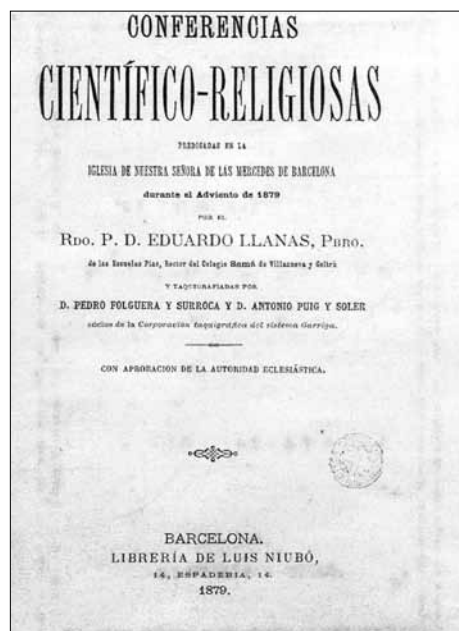 CONFERENCIAS
CIENTÍFICO-RELIGIOSAS
PREDICADAS EN LA
IGLESIA DE NUESTRA SEÑORA DE LAS MERCEDES DE BARCELONA
durante el Adviento de 1879
POR EL
RDO. P. D. EDUARDO LLANAS, PBRO.
de las Escuelas Pías, Rector del Colegio Samá de Villanueva y Geltrú
Y TAQUIGRAFIADAS POR
D. PEDRO FOLGUERA Y SURROCA Y D. ANTONIO PUIG Y SOLER
sócios de la Corporación taquigráfica del sistema Garriga.
CON APROBACION DE LA AUTORIDAD ECLESIÁSTICA.
BARCELONA.
LIBRERÍA DE LUIS NIUBÓ,
14, ESPADERIA, 14.
1879.